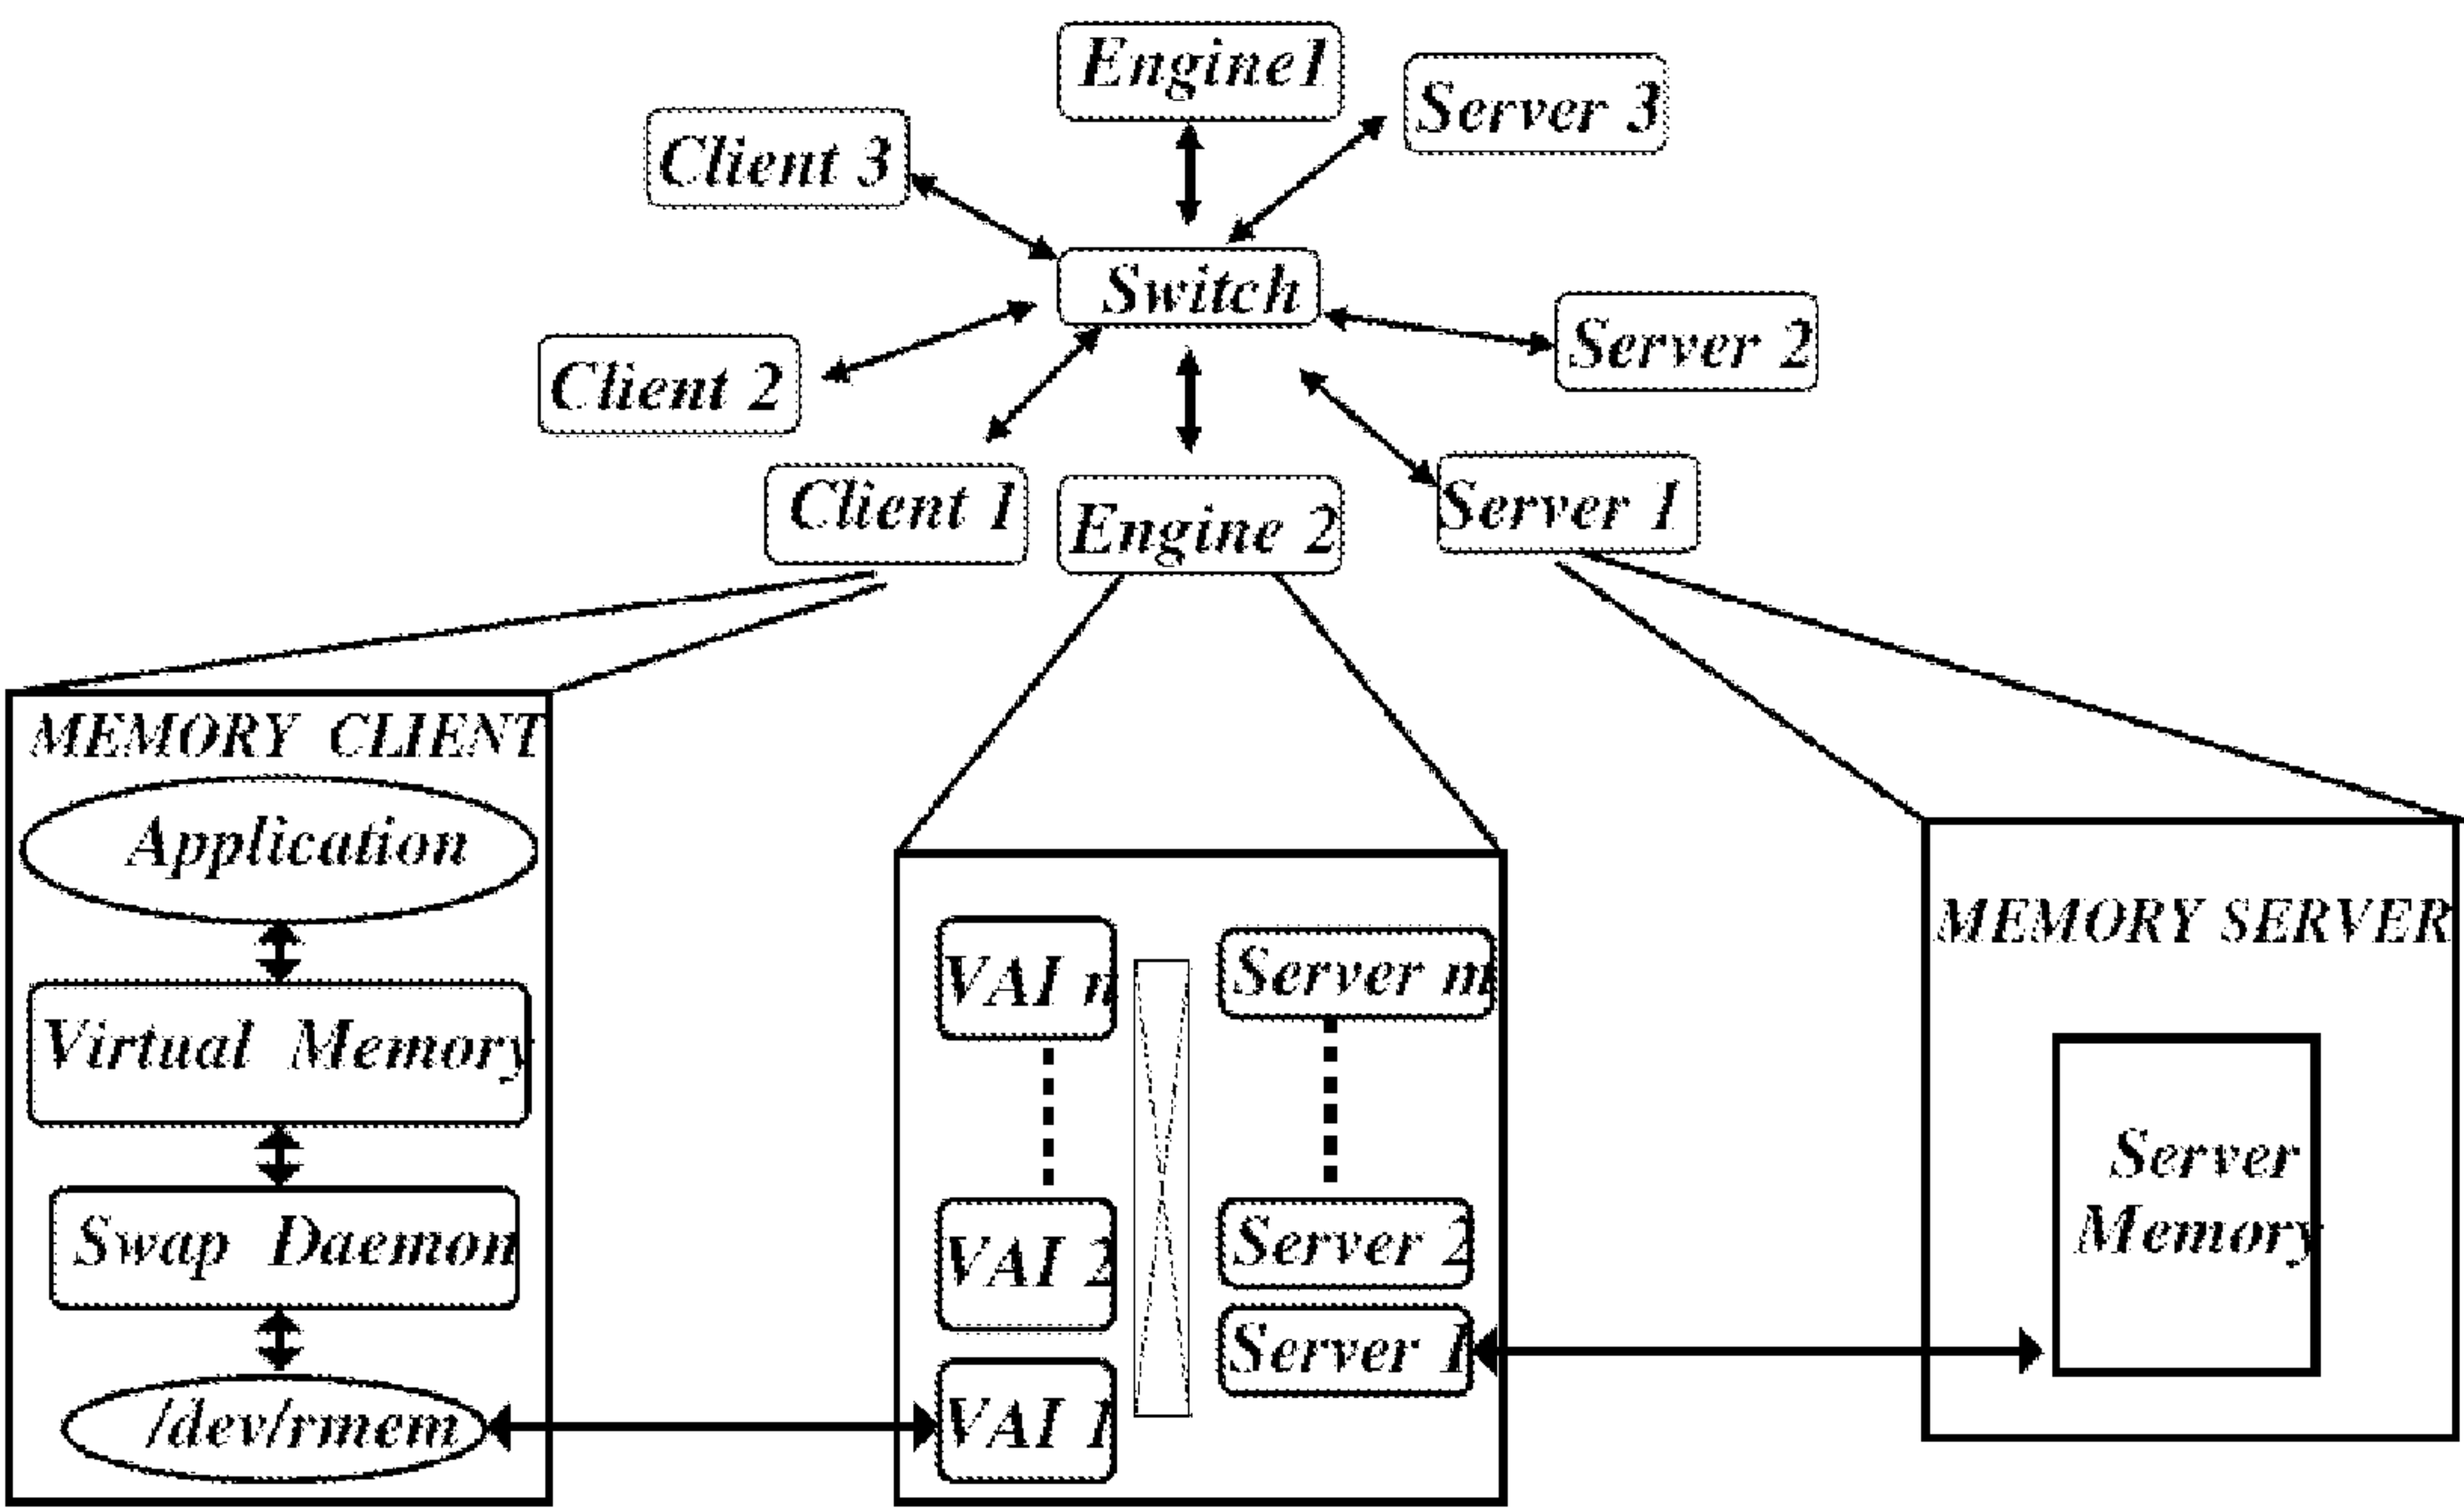 Engine1
Server 3
Client 3
Switch
Server 2
Client 2
Client 1
Engine 2
Server 1
MEMORY CLIENT
Application
Virtual Memory
Swap Daemon
/dev/rmem
VAI n
Server m
VAI 2
Server 2
Server 1
VAI 1
MEMORY SERVER
Server
Memory